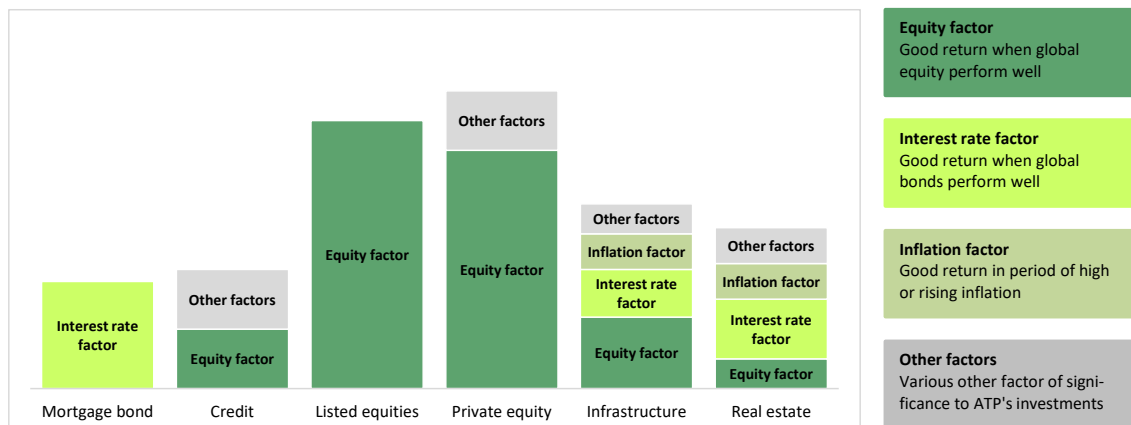 Other factors
Equity factor
Other factors
Inflation factor
Interest rate
factor
Equity factor
Other factors
Inflation factor
Interest rate
factor
Equity factor
Equity factor
Other factors
Equity factor
Interest rate
factor
Mortgage bond
Credit
Listed equities
Private equity
Infrastructure
Real estate
Equity factor
Good return when global
equity perform well
Interest rate factor
Good return when global
bonds perform well
Inflation factor
Good return in period of high
or rising inflation
Other factors
Various other factor of signi-
ficance to ATP's investments